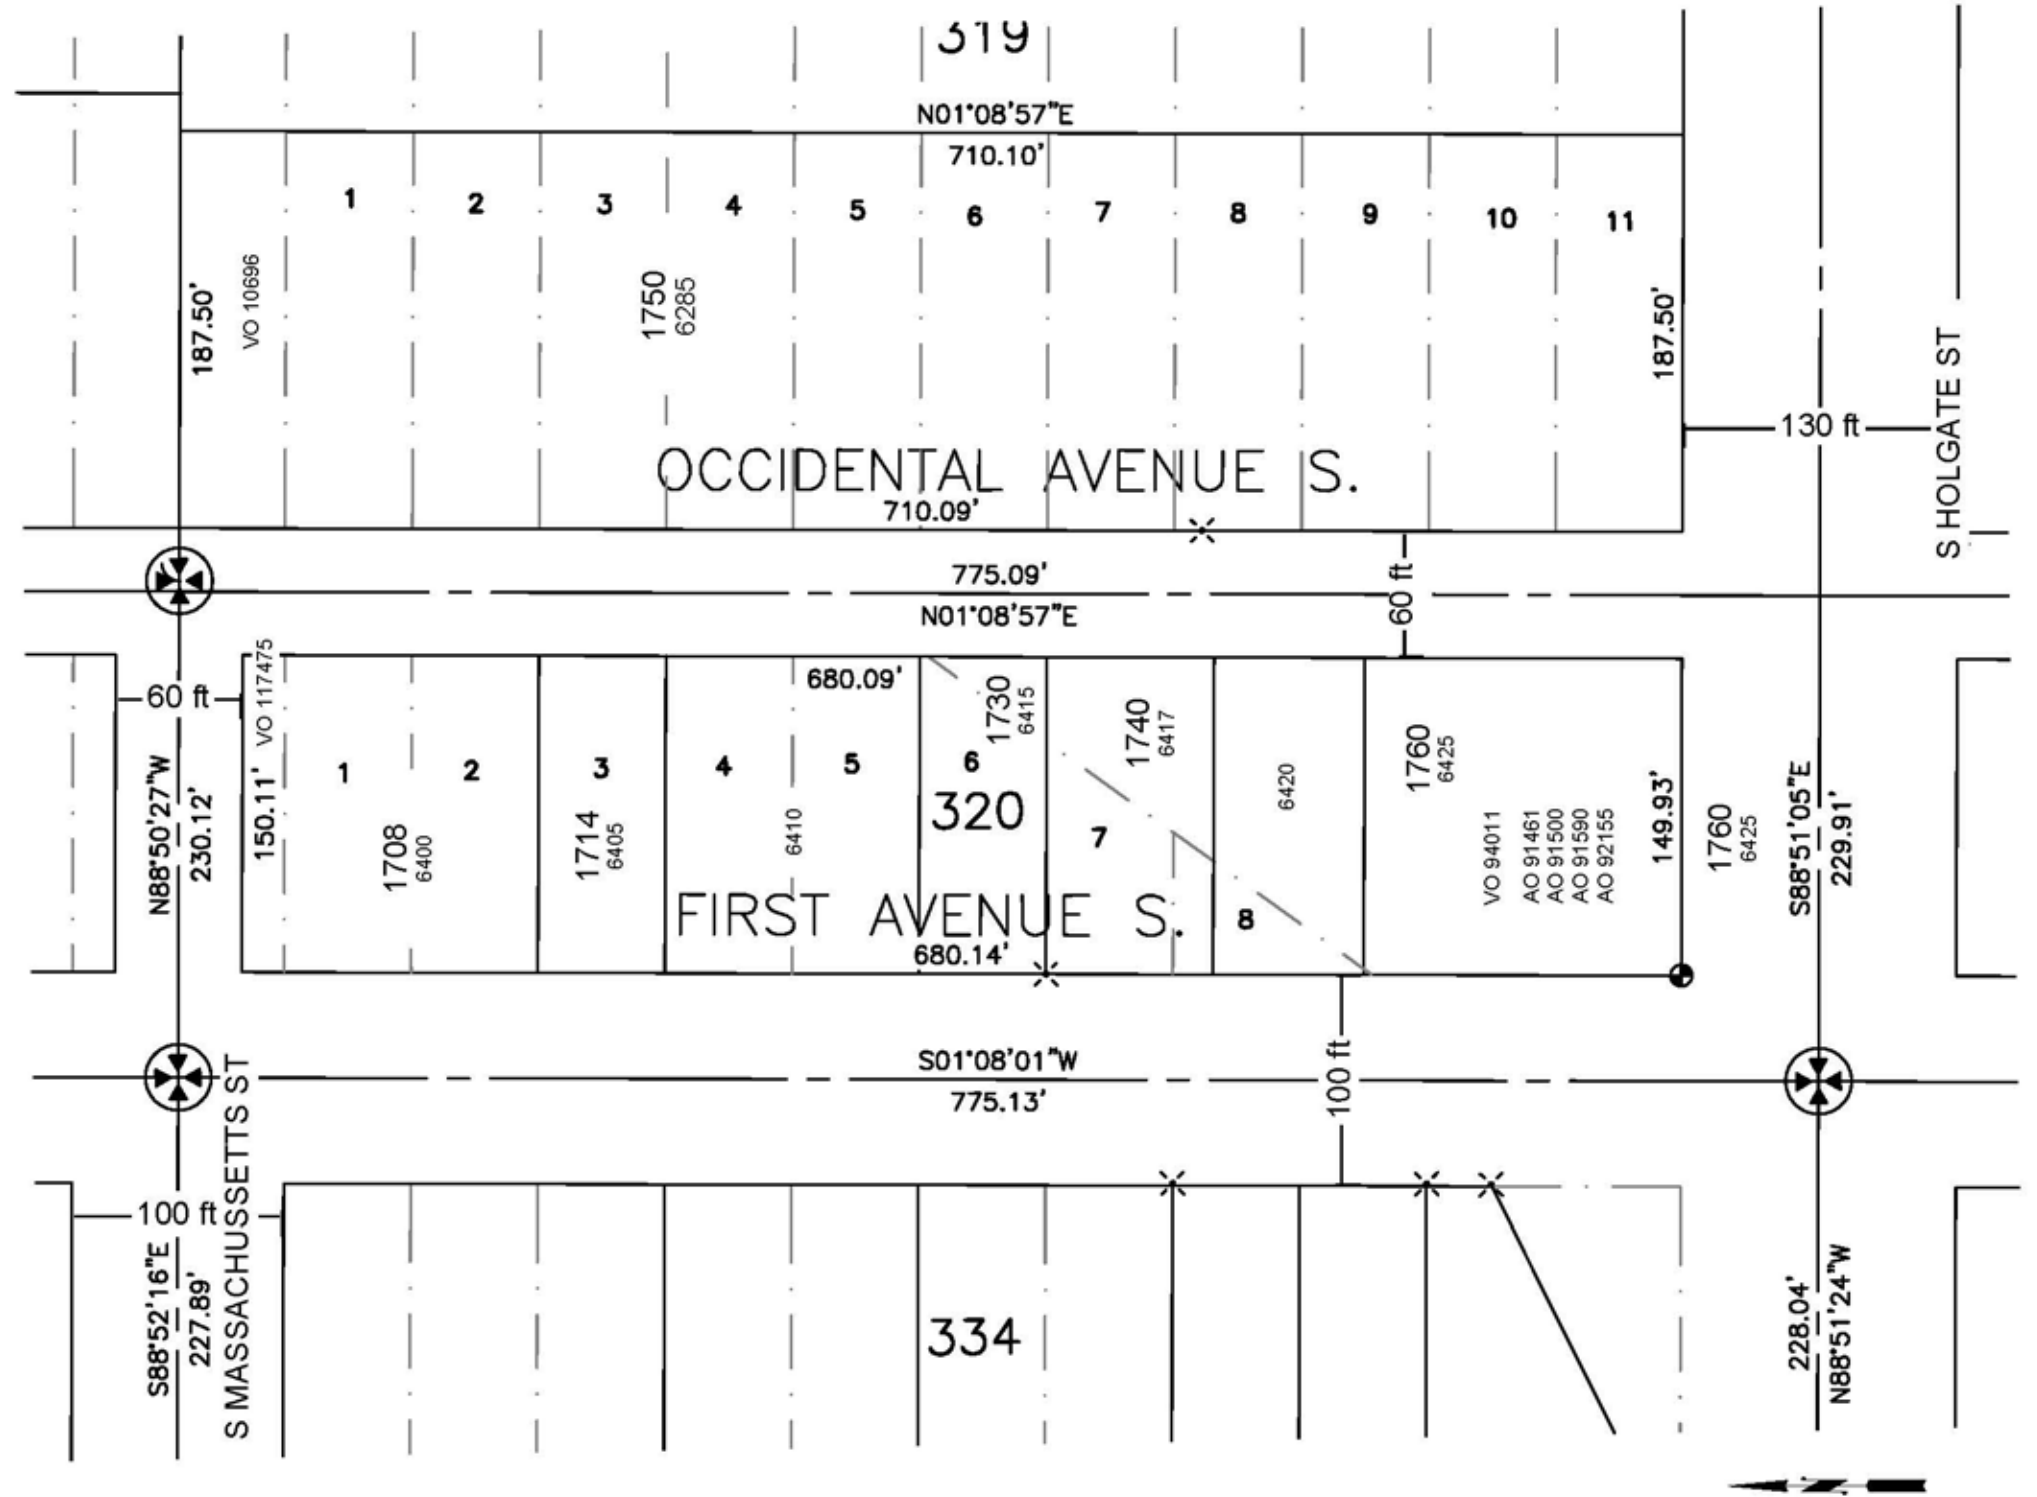 319
N01°08'57"E
710.10'
1
2
3
4
5
6
7
8
9
10
11
187.50'
VO 10696
1750
6285
187.50'
S HOLGATE ST
130 ft
OCCIDENTAL AVENUE S.
710.09'
775.09'
N01°08'57"E
60 ft
60 ft
N88°50'27"W
230.12'
150.11'
VO 117475
680.09'
1
2
3
4
5
6
7
8
1708
6400
1714
6405
6410
320
1730
6415
1740
6417
6420
1760
6425
VO 94011
AO 91461
AO 91500
AO 91590
AO 92155
149.93'
1760
6425
S88°51'05"E
229.91'
FIRST AVENUE S.
680.14'
S01°08'01"W
775.13'
100 ft
100 ft
S88°52'16"E
227.89'
S MASSACHUSSETTS ST
334
228.04'
N88°51'24"W